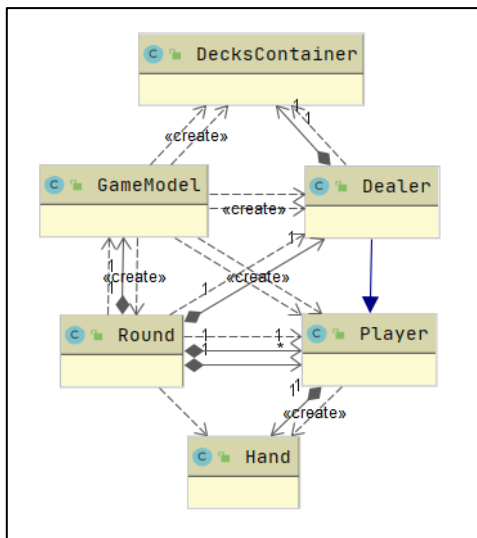 C DecksContainer
1
1
«create»
C GameModel
C Dealer
«create»
1
1
«create»
«create»
1
C Round
C Player
1
1
1
*
1
1
«create»
C Hand